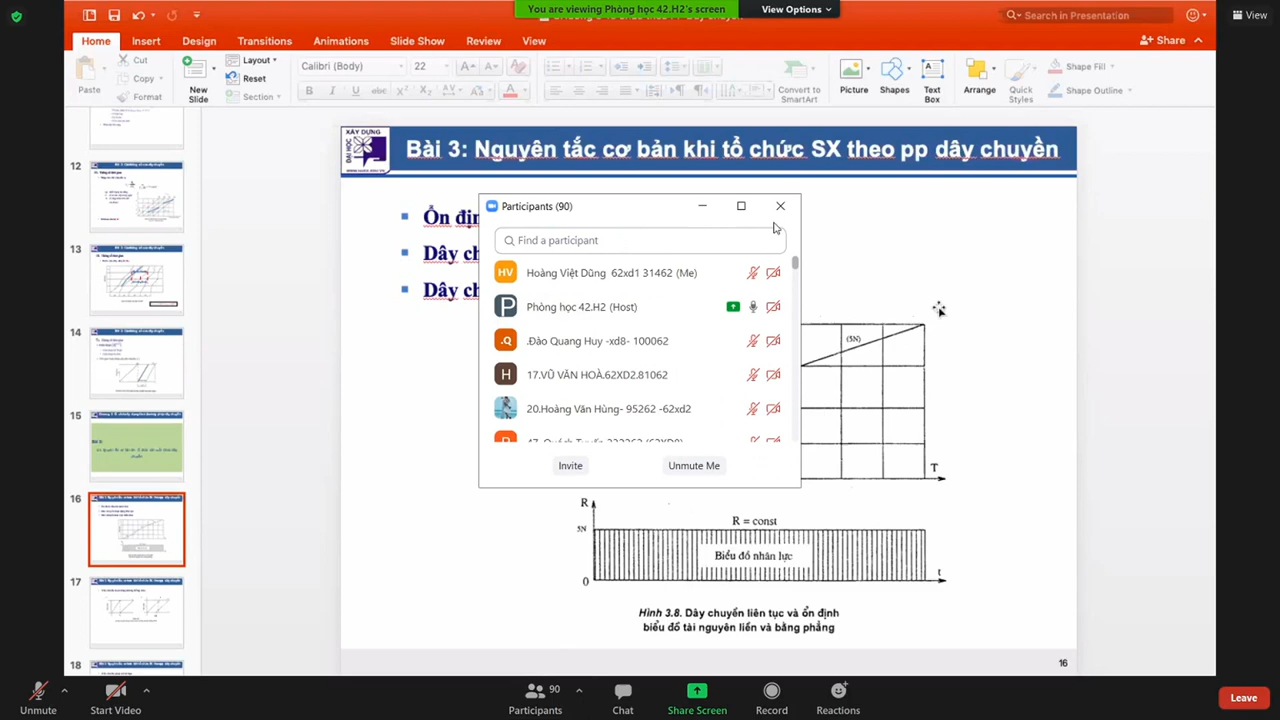 You are viewing Phòng học 42.H2's screen
View Options
View
Search in Presentation
Home Insert Design Transitions Animations Slide Show Review View
Share
Paste
Cut
Copy
Format
New
Slide
Layout
Reset
Section
Calibri (Body) 22
Convert to
SmartArt
Picture
Shapes
Text
Box
Arrange
Quick
Styles
Shape Fill
Shape Outline
12
13
14
15
16
17
18
XÂY DỰNG
ĐẠI HỌC
Bài 3: Nguyên tắc cơ bản khi tổ chức SX theo pp dây chuyền
Ổn địn
Dây ch
Dây ch
Participants (90)
Find a participant
HV Hoàng Việt Dũng 62xd1 31462 (Me)
P Phòng học 42.H2 (Host)
.Q .Đao Quang Huy -xd8- 100062
H 17.VŨ VĂN HOÀ.62XD2.81062
20.Hoàng Văn Hùng- 95262 -62xd2
Invite
Unmute Me
(5N)
T
R
R = const
5N
Biểu đồ nhân lực
0
t
Hình 3.8. Dây chuyền liên tục và ổn định
biểu đồ tài nguyên liền và bằng phẳng
16
Unmute
Start Video
90
Participants
Chat
Share Screen
Record
Reactions
Leave